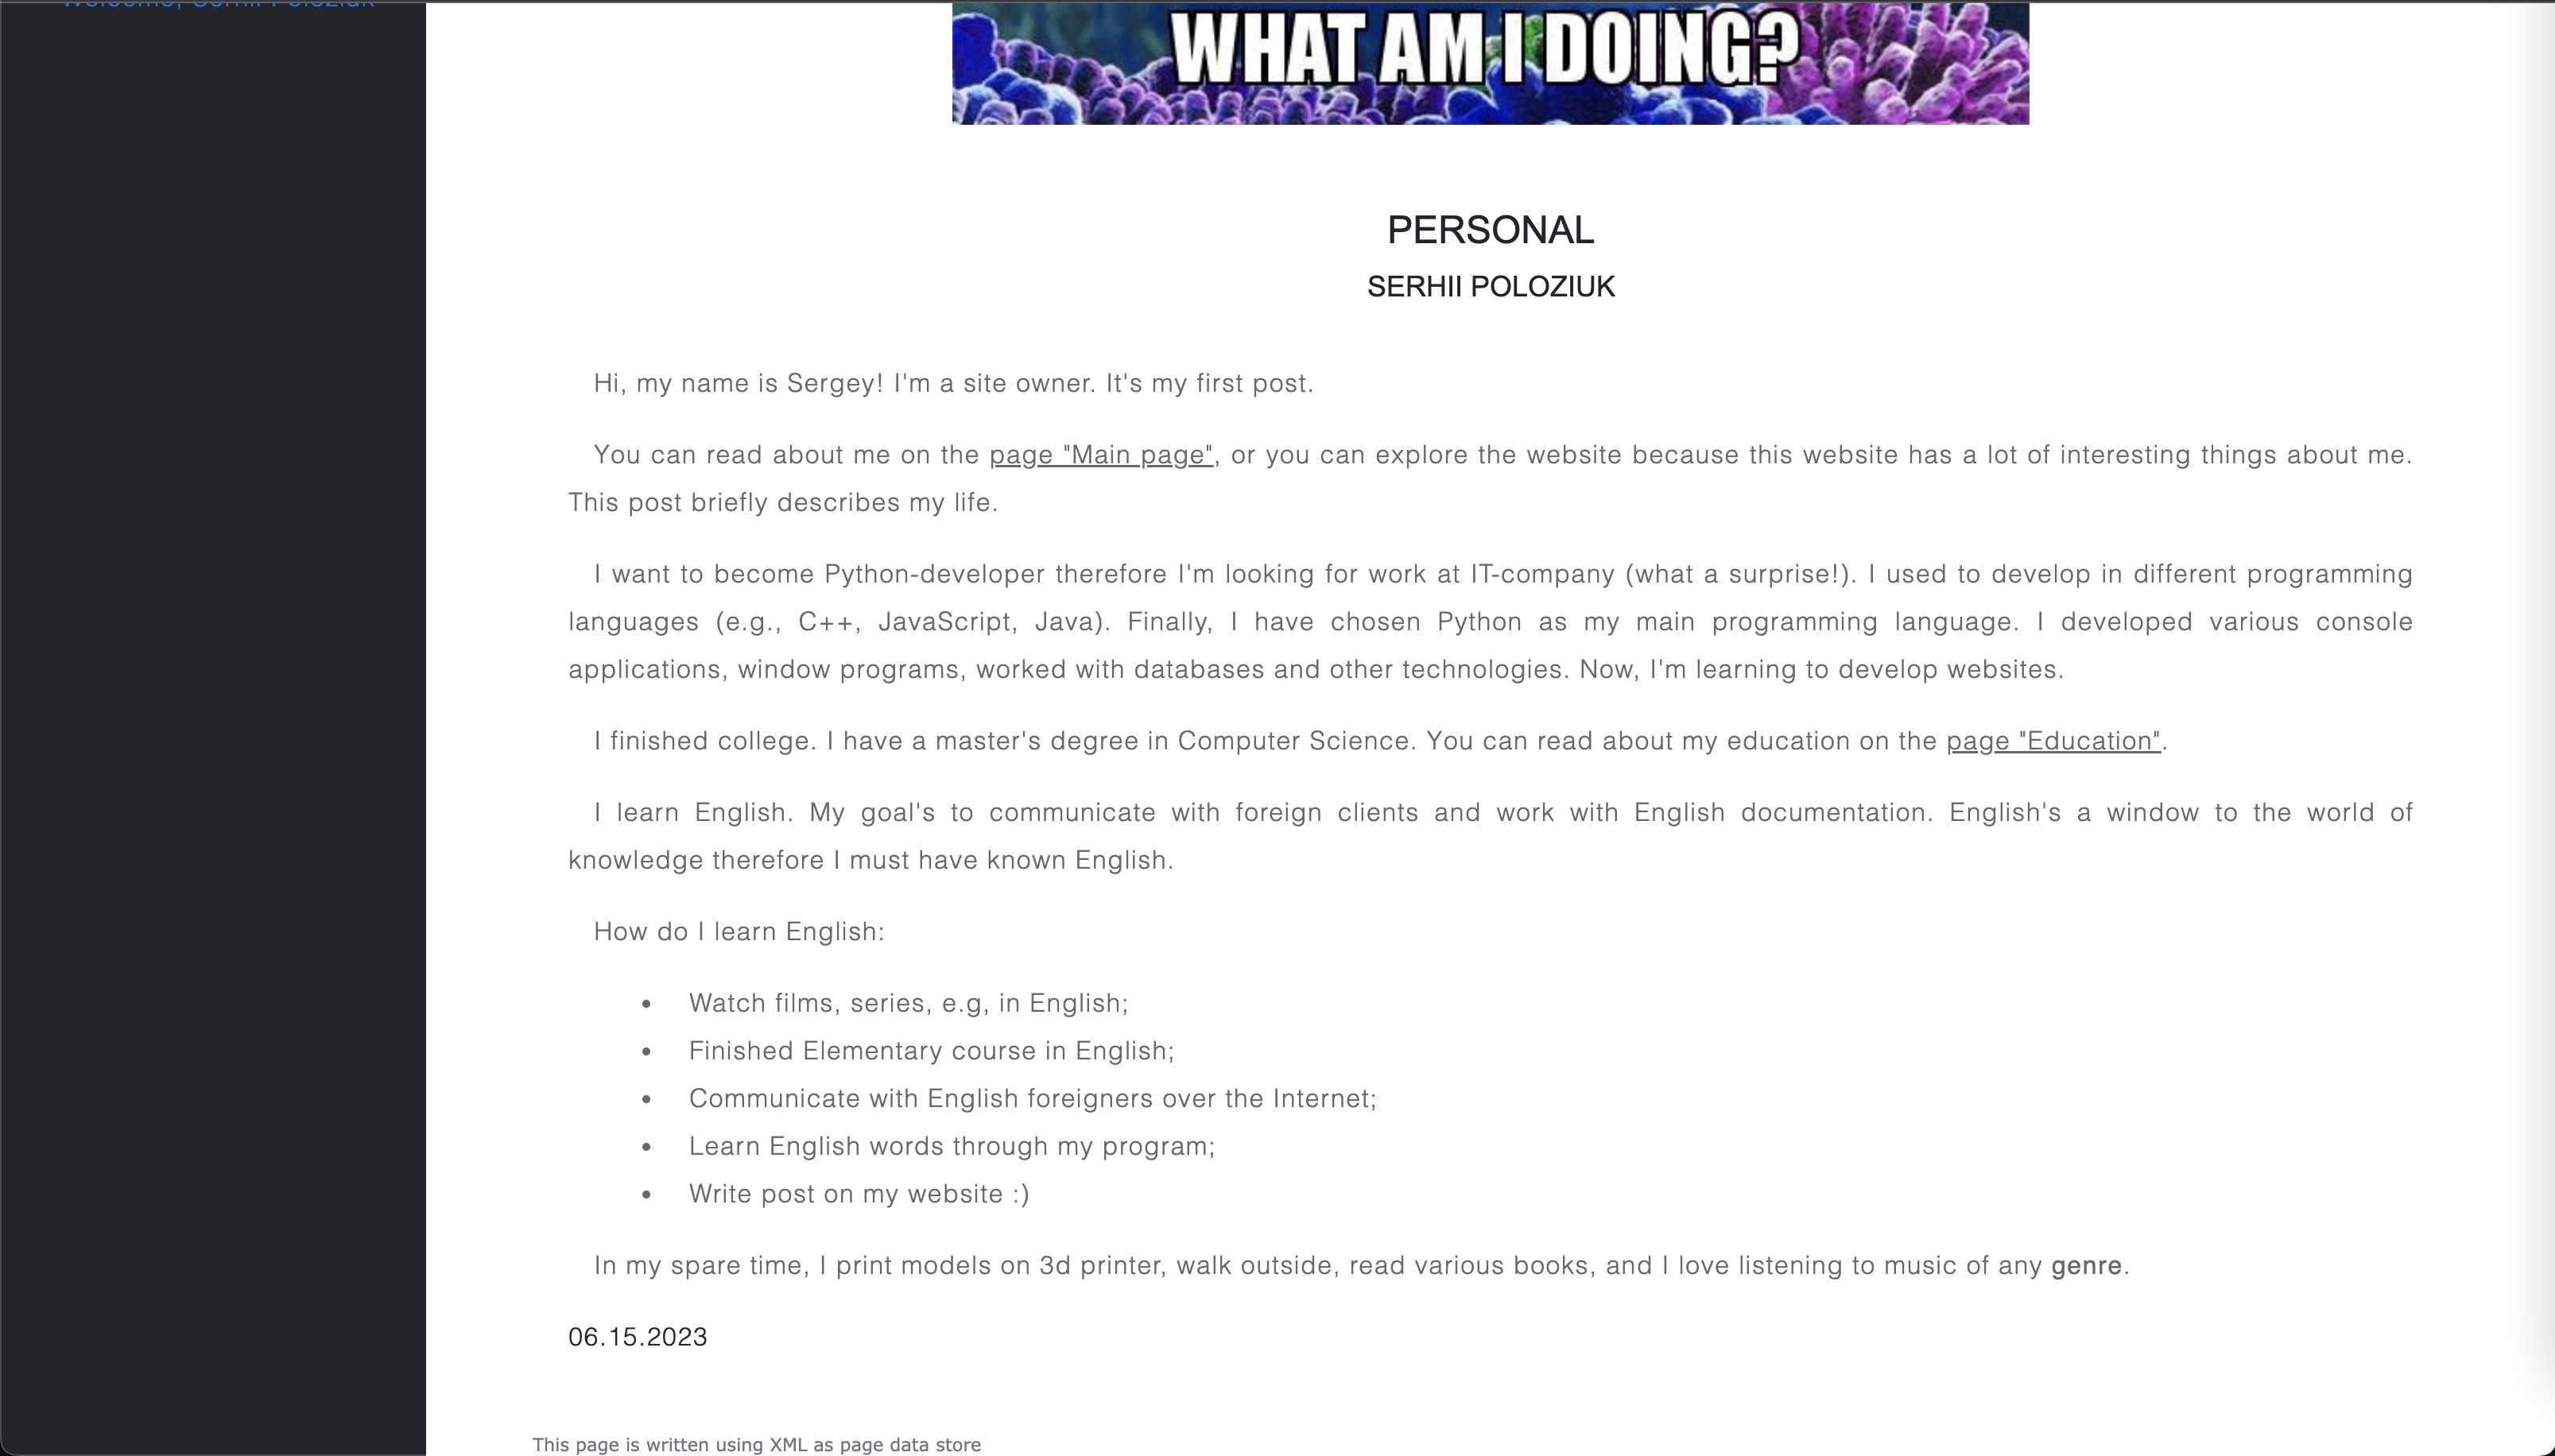 Welcome, Serhii Poloziuk
WHAT AM I DOING?
PERSONAL
SERHII POLOZIUK
Hi, my name is Sergey! I'm a site owner. It's my first post.
You can read about me on the page "Main page", or you can explore the website because this website has a lot of interesting things about me.
This post briefly describes my life.
I want to become Python-developer therefore I'm looking for work at IT-company (what a surprise!). I used to develop in different programming
languages (e.g., C++, JavaScript, Java). Finally, I have chosen Python as my main programming language. I developed various console
applications, window programs, worked with databases and other technologies. Now, I'm learning to develop websites.
I finished college. I have a master's degree in Computer Science. You can read about my education on the page "Education".
I learn English. My goal's to communicate with foreign clients and work with English documentation. English's a window to the world of
knowledge therefore I must have known English.
How do I learn English:
• Watch films, series, e.g, in English;
• Finished Elementary course in English;
• Communicate with English foreigners over the Internet;
• Learn English words through my program;
• Write post on my website :)
In my spare time, I print models on 3d printer, walk outside, read various books, and I love listening to music of any genre.
06.15.2023
This page is written using XML as page data store